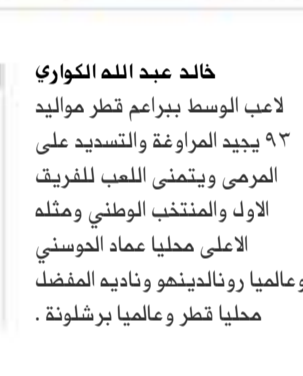 خالد عبد الله الكواري
لاعب الوسط ببراعم قطر مواليد
٩٣ يجيد المراوغة والتسديد على
المرمى ويتمنى اللعب للفريق
الاول والمنتخب الوطني ومثله
الاعلى محليا عماد الحوسني
وعالميا رونالدينهو وناديه المفضل
محليا قطر وعالميا برشلونة .